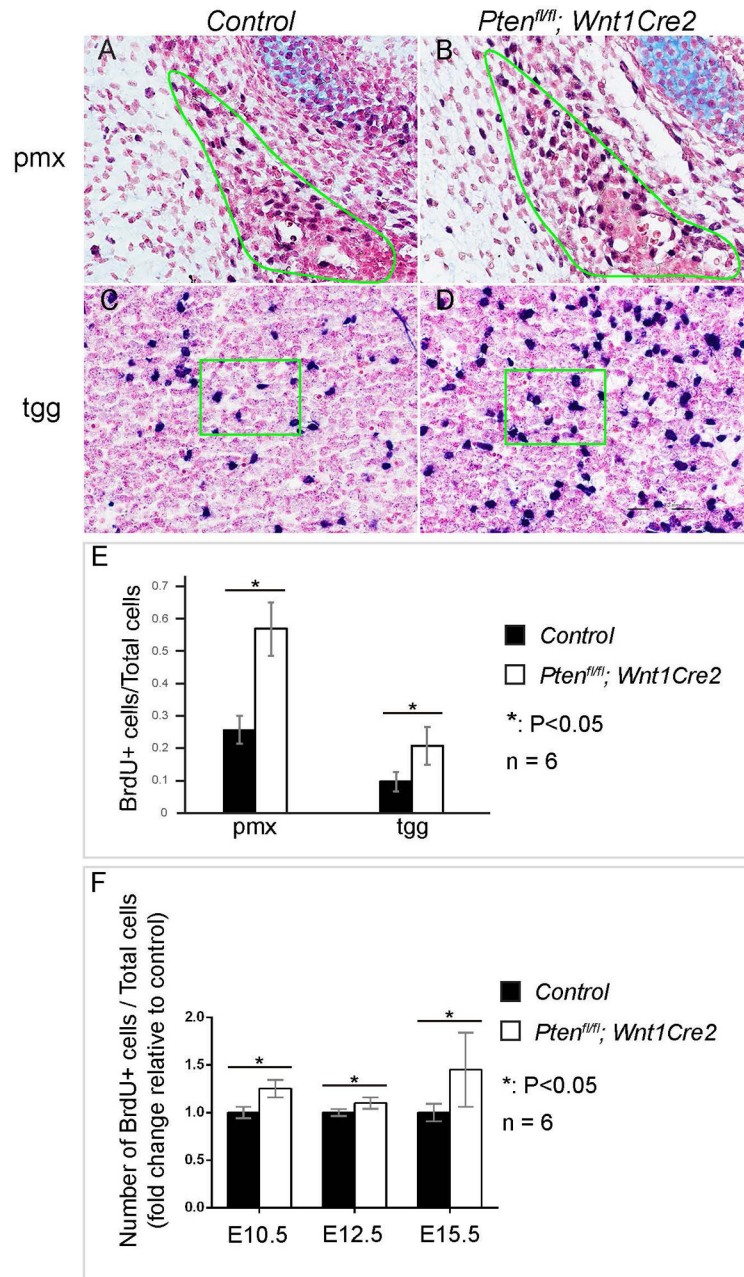 Control Pten^fl/fl; Wnt1Cre2
A B
pmx
C D
tgg
E
BrdU+ cells/Total cells
0.7
0.6
0.5
0.4
0.3
0.2
0.1
0
*
*
pmx tgg
Control
Pten^fl/fl; Wnt1Cre2
*: P<0.05
n = 6
F
Number of BrdU+ cells / Total cells
(fold change relative to control)
2.0
1.5
1.0
0.5
0.0
*
*
*
E10.5 E12.5 E15.5
Control
Pten^fl/fl; Wnt1Cre2
*: P<0.05
n = 6